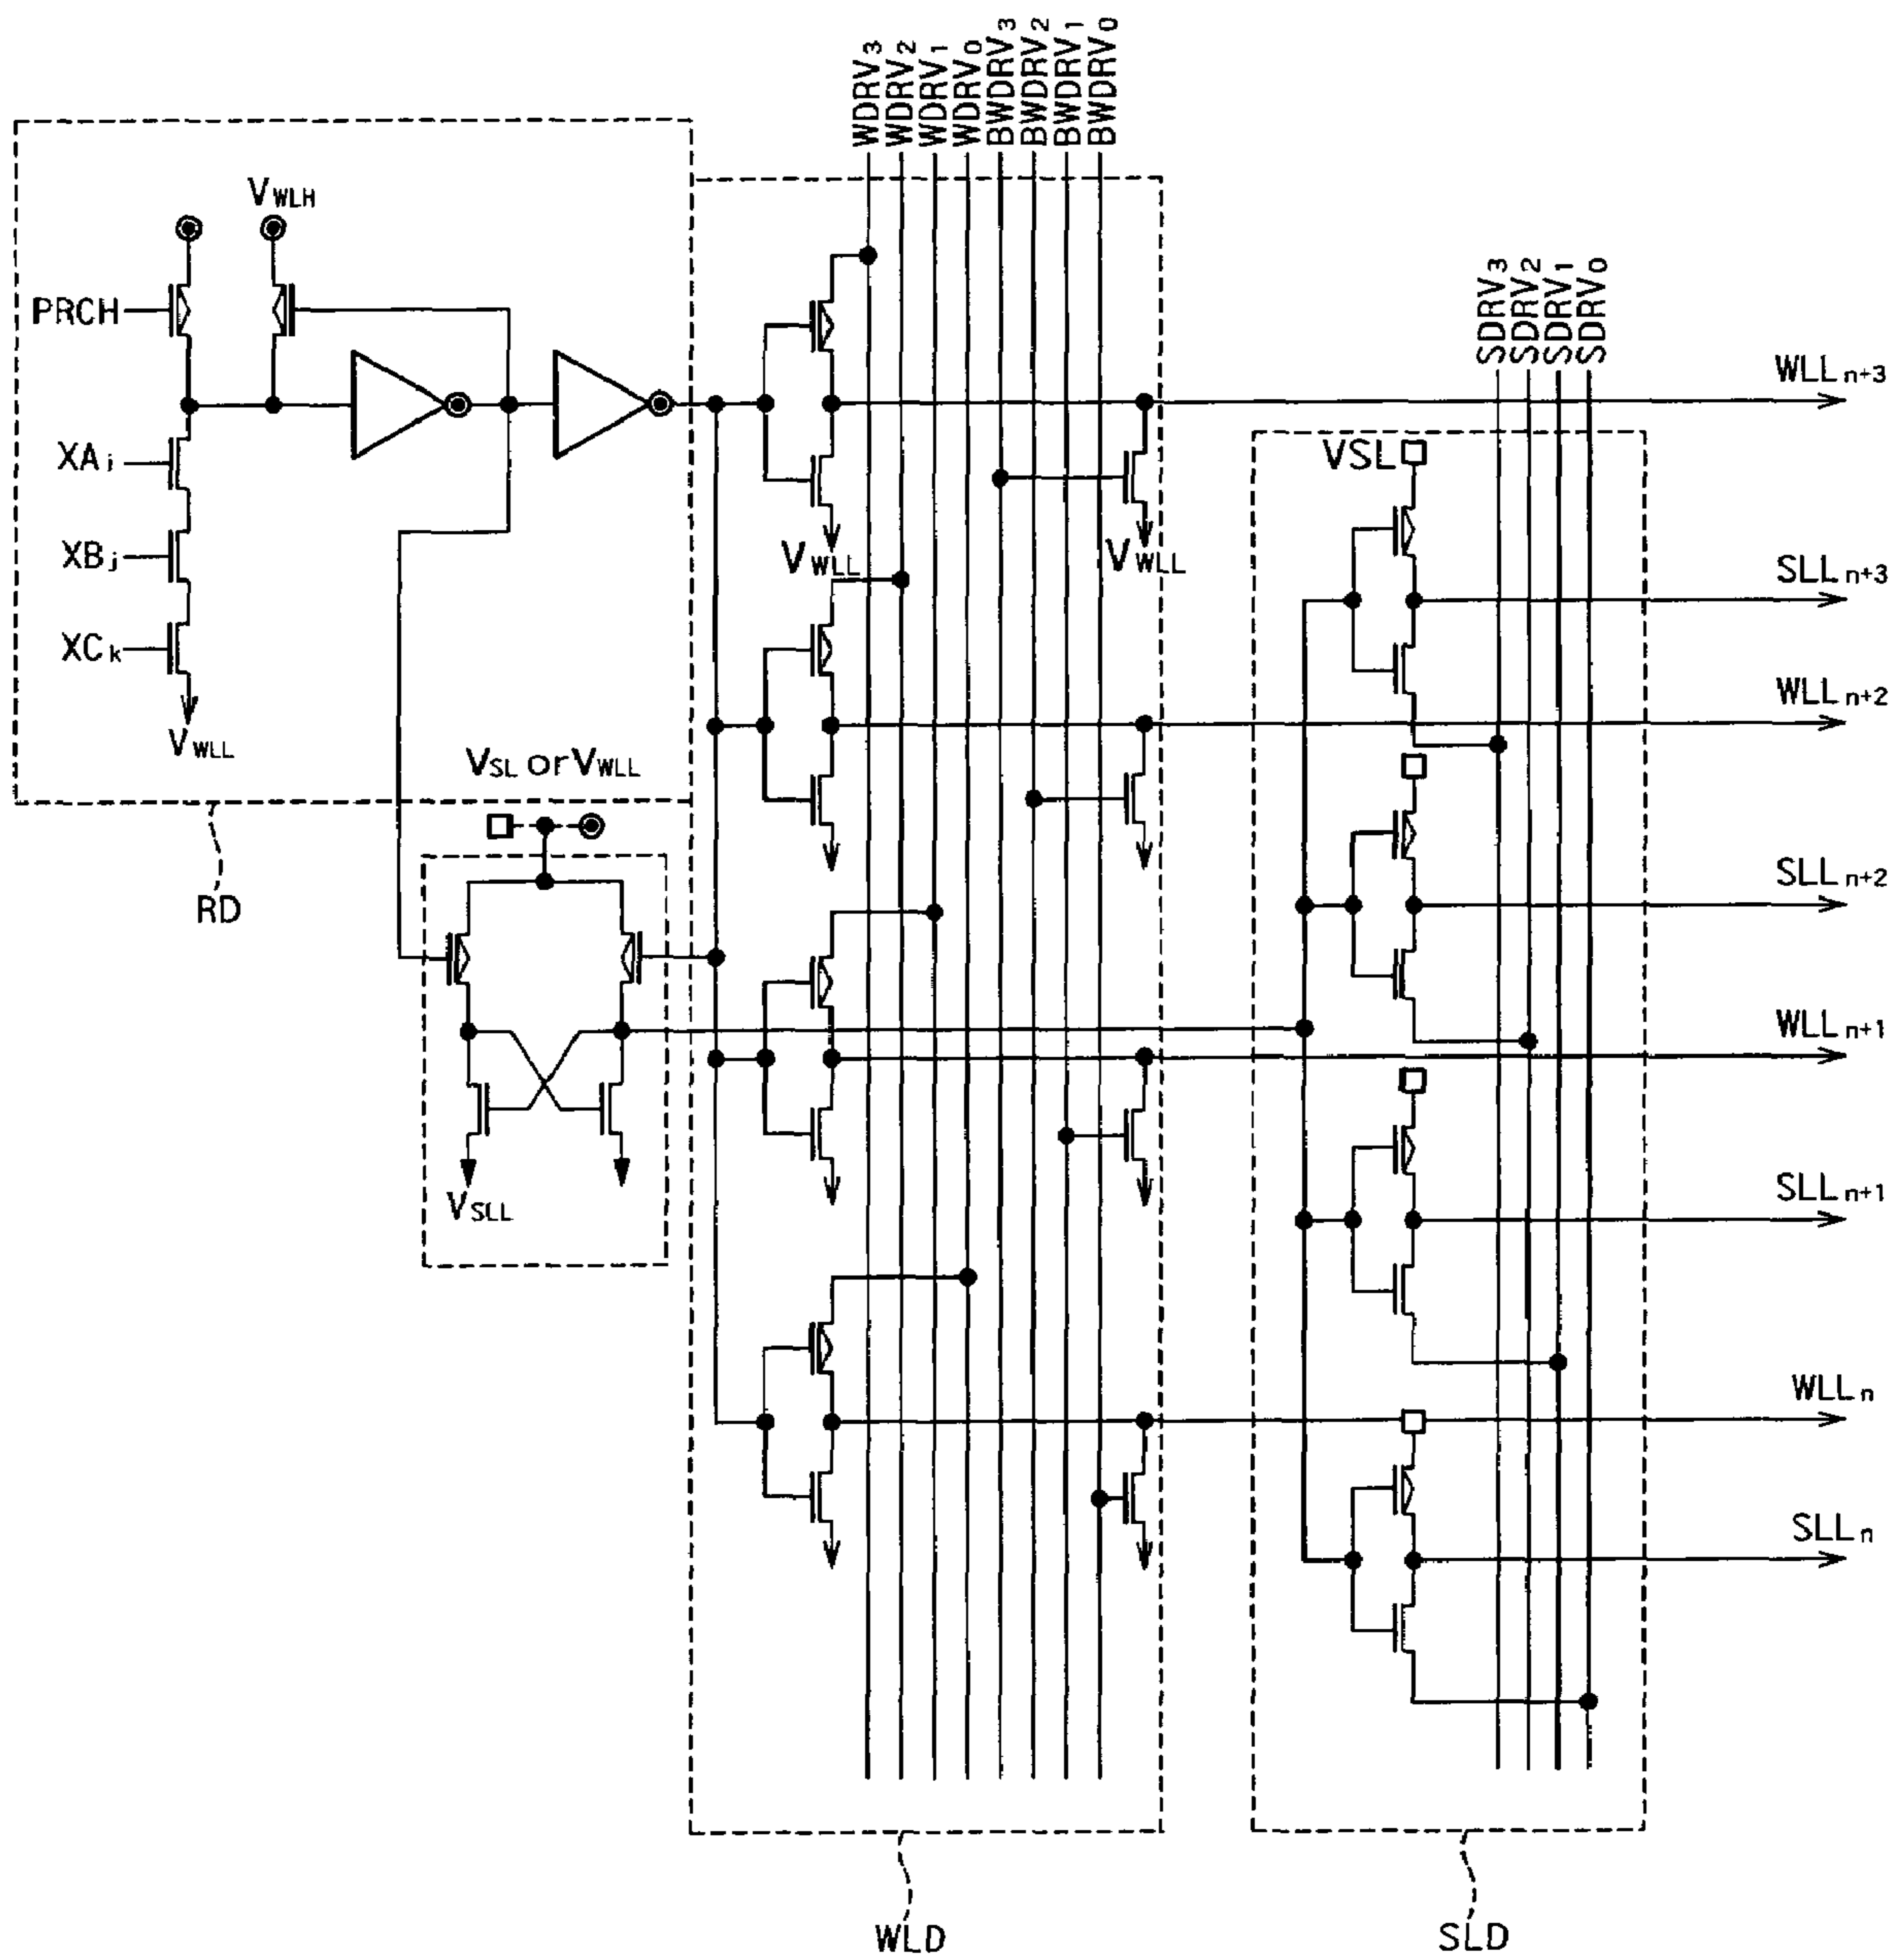 WDRV3
WDRV2
WDRV1
WDRV0
BWDRV3
BWDRV2
BWDRV1
BWDRV0
VWLH
PRCH
XAi
XBj
XCk
VWLL
VSL or VWLL
RD
VSLL
VWLL
VWLL
SDRV3
SDRV2
SDRV1
SDRV0
VSL
WLLn+3
SLLn+3
WLLn+2
SLLn+2
WLLn+1
SLLn+1
WLLn
SLLn
WLD
SLD